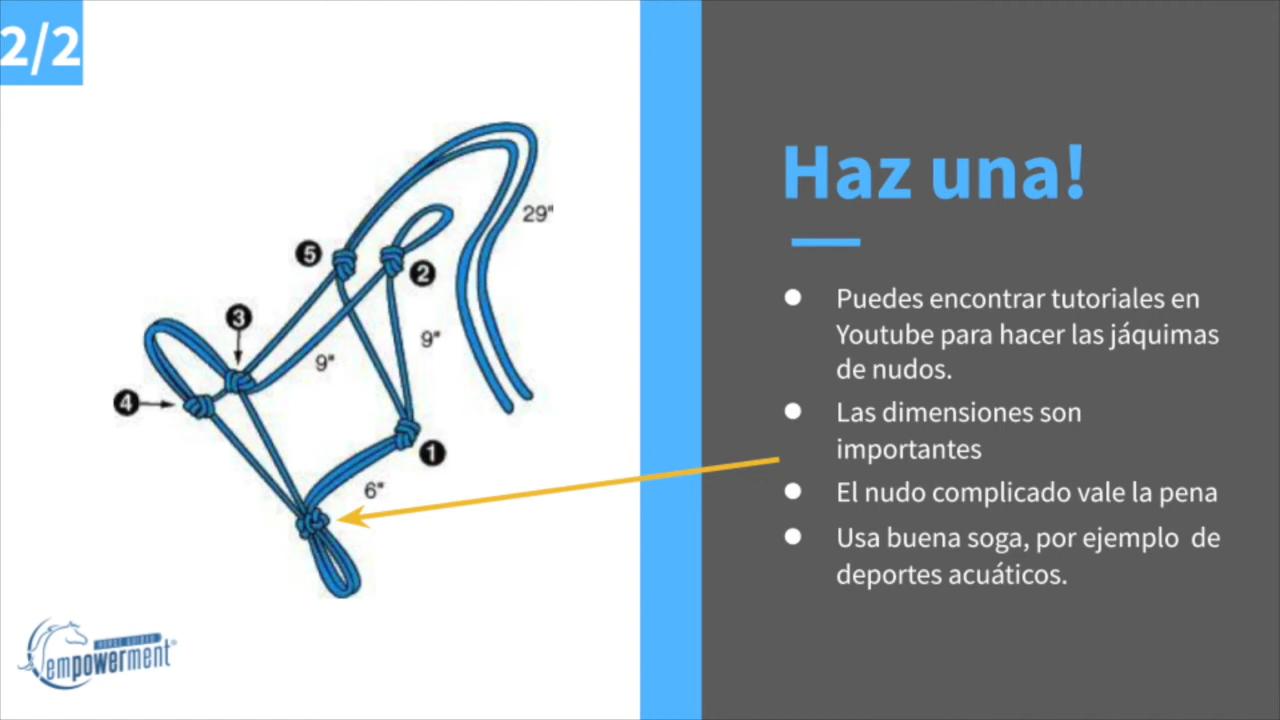 2/2
29"
5
2
3
9"
9"
4
1
6"
empowerment
Haz una!
Puedes encontrar tutoriales en
Youtube para hacer las jáquimas
de nudos.
Las dimensiones son
importantes
El nudo complicado vale la pena
Usa buena soga, por ejemplo de
deportes acuáticos.